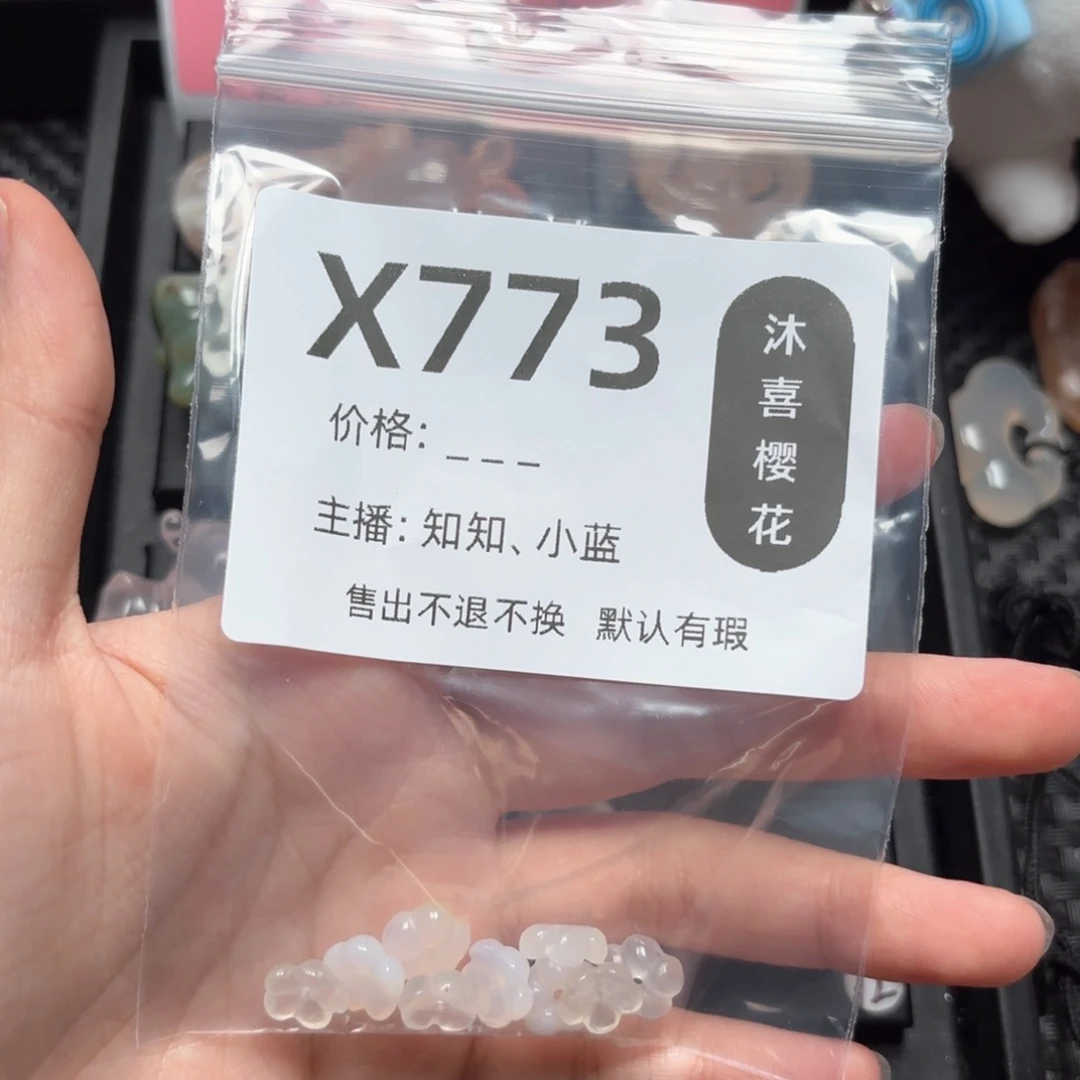 X773
价格: _ _ _
主播: 知知、小蓝
售出不退不换 默认有瑕
沐喜樱花